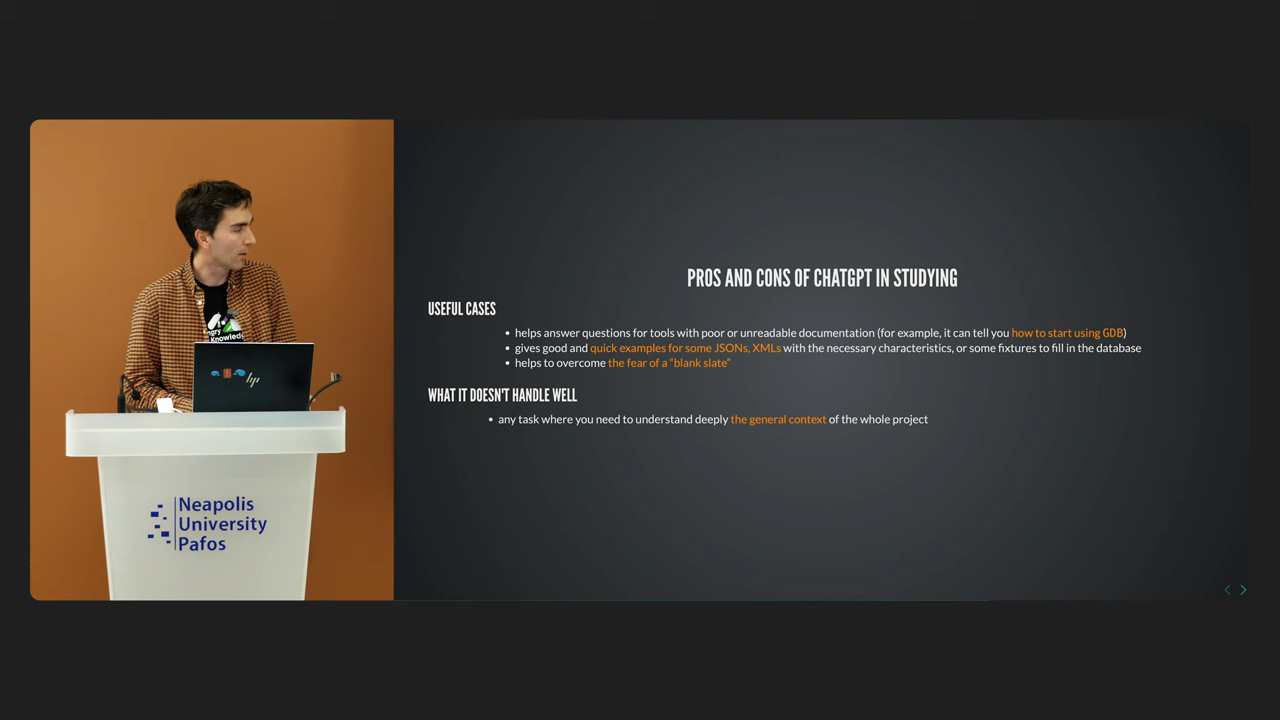 PROS AND CONS OF CHATGPT IN STUDYING
USEFUL CASES
• helps answer questions for tools with poor or unreadable documentation (for example, it can tell you how to start using GDB)
• gives good and quick examples for some JSONs, XMLs with the necessary characteristics, or some fixtures to fill in the database
• helps to overcome the fear of a "blank slate"
WHAT IT DOESN'T HANDLE WELL
• any task where you need to understand deeply the general context of the whole project
hp
Neapolis
University
Pafos